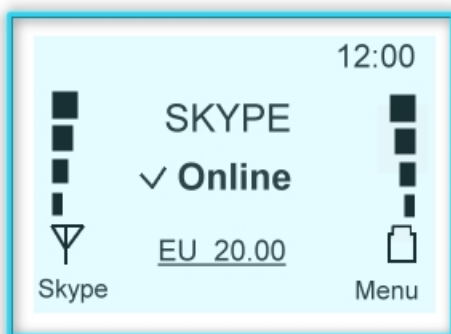 12:00
SKYPE
✓ Online
EU 20.00
Skype Menu